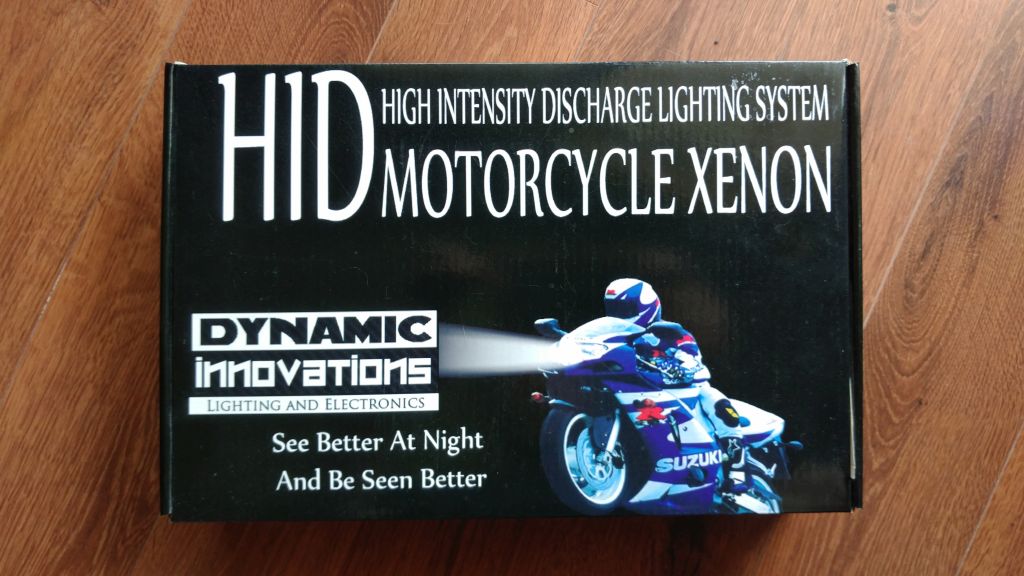 HID
HIGH INTENSITY DISCHARGE LIGHTING SYSTEM
MOTORCYCLE XENON
DYNAMIC
innovations
LIGHTING AND ELECTRONICS
See Better At Night
And Be Seen Better
R
SUZUKI